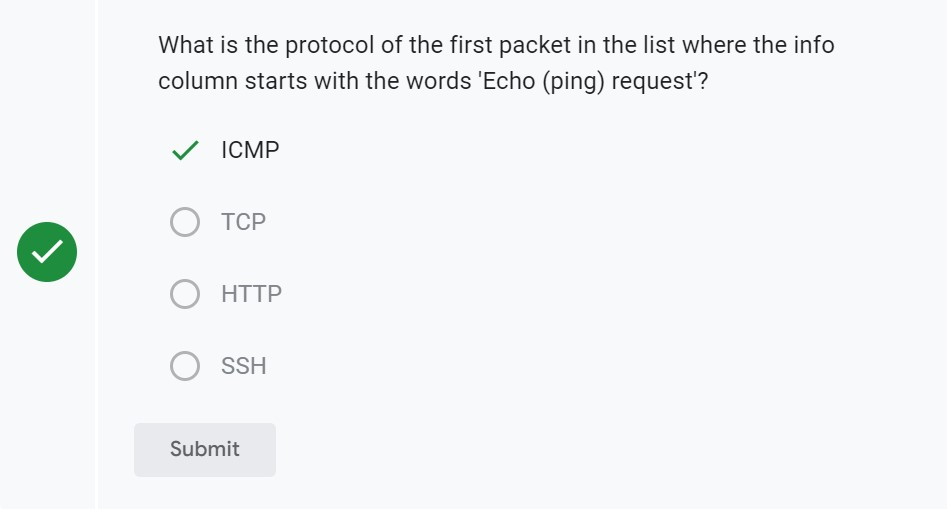 What is the protocol of the first packet in the list where the info
column starts with the words 'Echo (ping) request'?
ICMP
TCP
HTTP
SSH
Submit